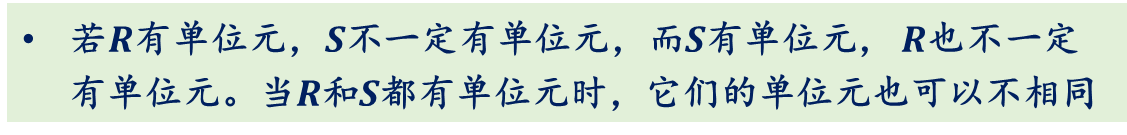 • 若R有单位元，S不一定有单位元，而S有单位元，R也不一定
有单位元。当R和S都有单位元时，它们的单位元也可以不相同